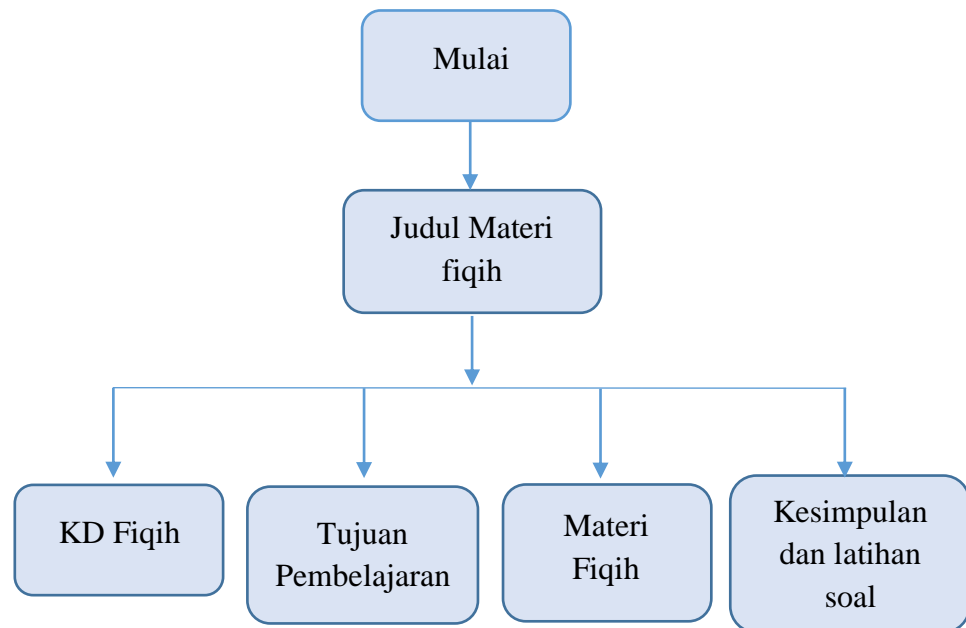 Mulai
Judul Materi
fiqih
KD Fiqih
Tujuan
Pembelajaran
Materi
Fiqih
Kesimpulan
dan latihan
soal